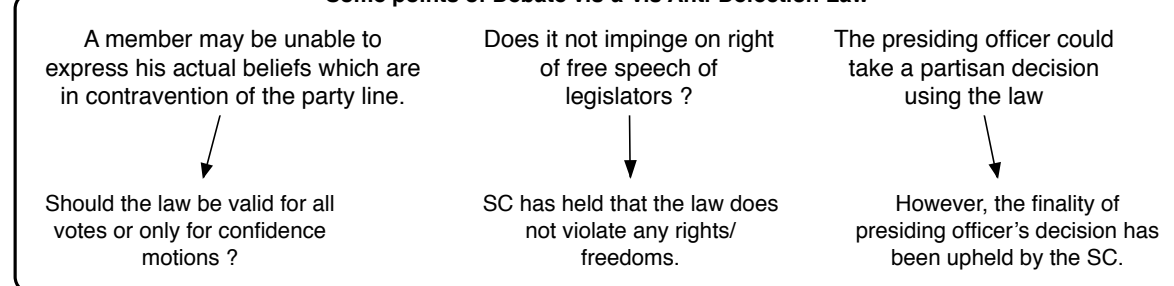 Some points of Debate vis-a-vis Anti-Defection Law
A member may be unable to
express his actual beliefs which are
in contravention of the party line.
Does it not impinge on right
of free speech of
legislators ?
The presiding officer could
take a partisan decision
using the law
Should the law be valid for all
votes or only for confidence
motions ?
SC has held that the law does
not violate any rights/
freedoms.
However, the finality of
presiding officer's decision has
been upheld by the SC.